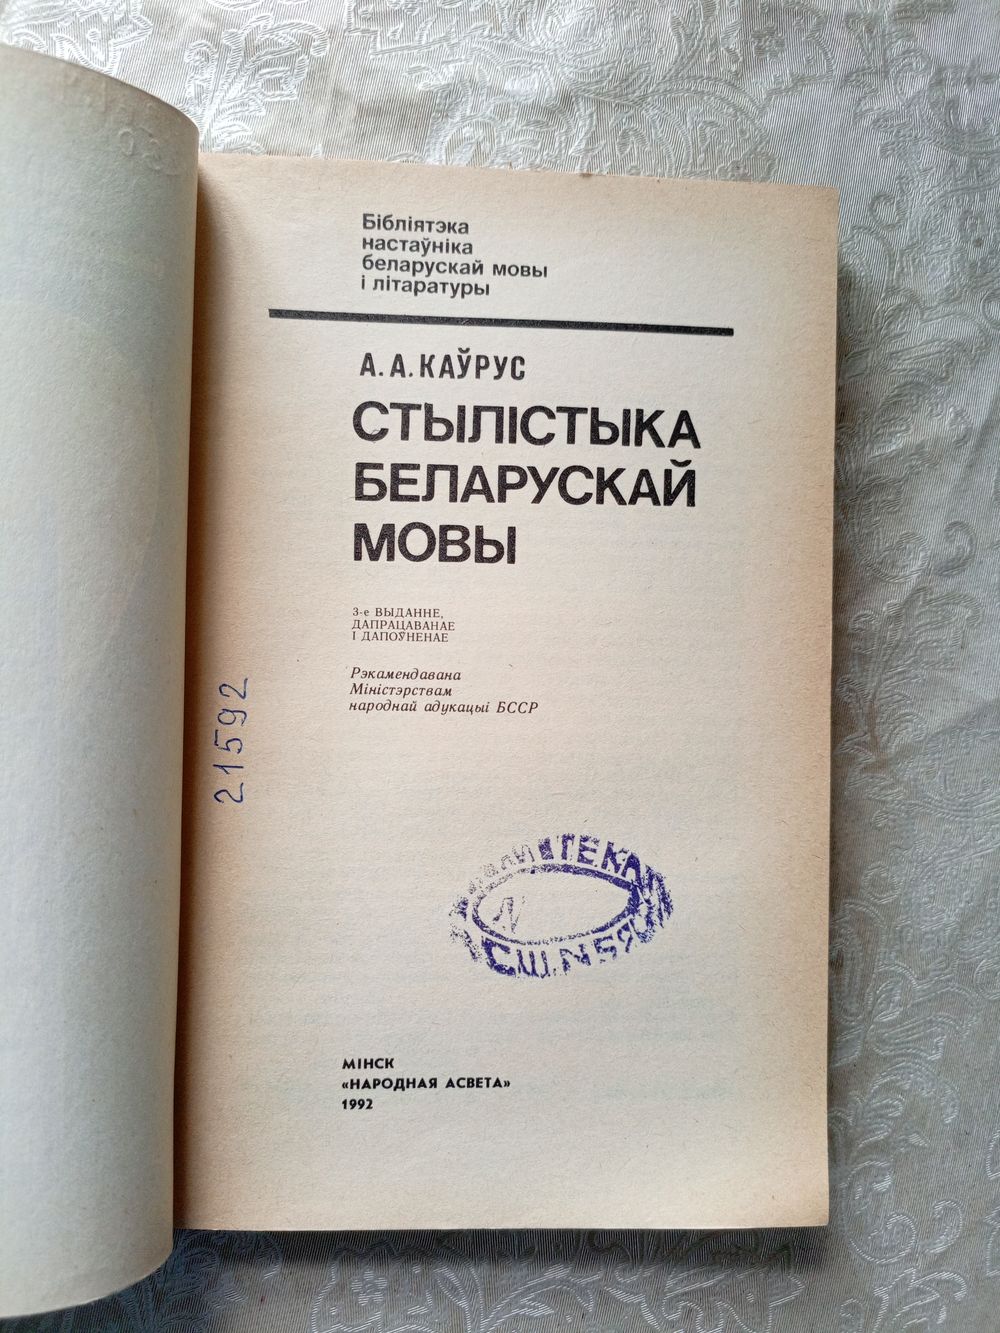 Бібліятэка
настаўніка
беларускай мовы
і літаратуры
А. А. КАЎРУС
СТЫЛІСТЫКА
БЕЛАРУСКАЙ
МОВЫ
3-е ВЫДАННЕ,
ДАПРАЦАВАНАЕ
І ДАПОЎНЕНАЕ
Рэкамендавана
Міністэрствам
народнай адукацыі БССР
21592
МІНСК
«НАРОДНАЯ АСВЕТА»
1992